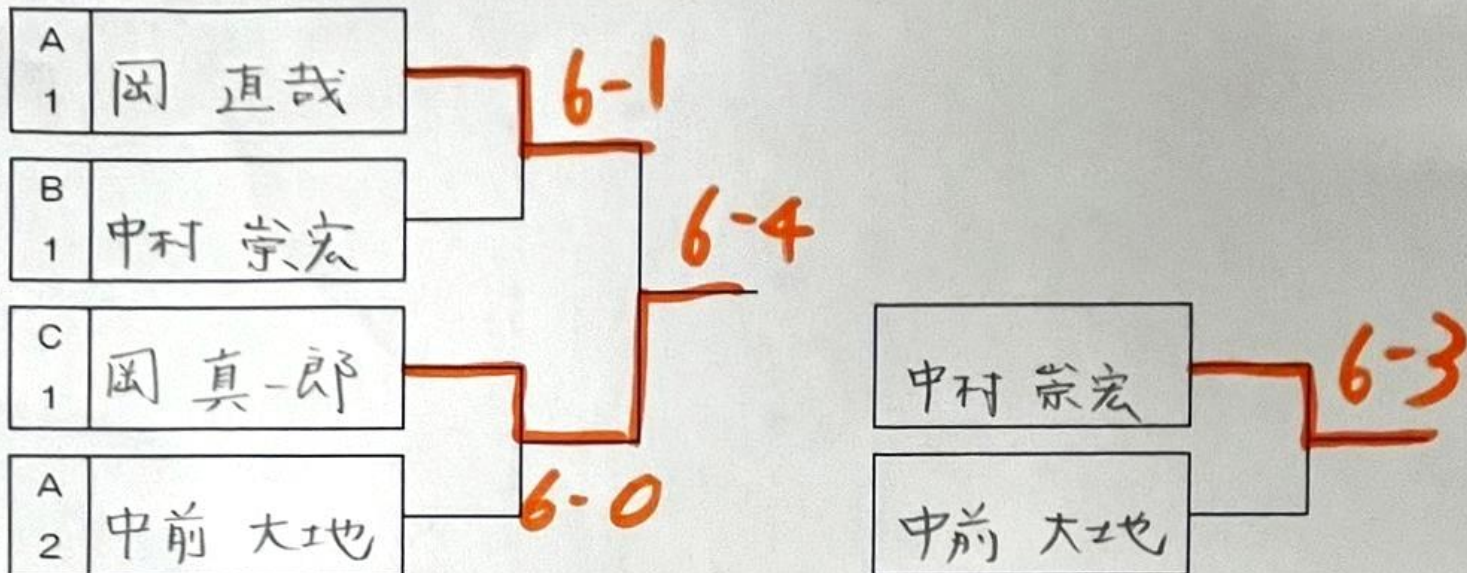 A 1 岡 直哉
6-1
B 1 中村 崇宏
6-4
C 1 岡 真一郎
6-0
A 2 中前 大地
中村 崇宏
6-3
中前 大地